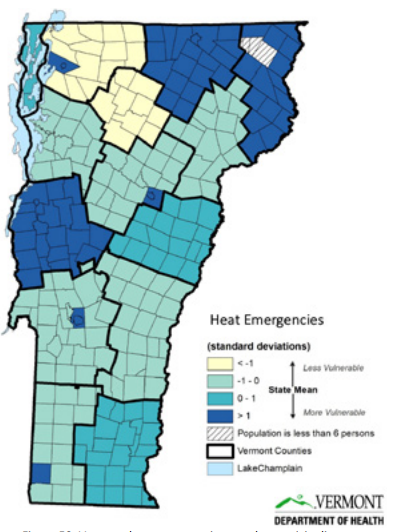 Heat Emergencies
(standard deviations)
< -1
-1 - 0
0 - 1
> 1
Less Vulnerable
State Mean
More Vulnerable
Population is less than 6 persons
Vermont Counties
LakeChamplain
VERMONT
DEPARTMENT OF HEALTH